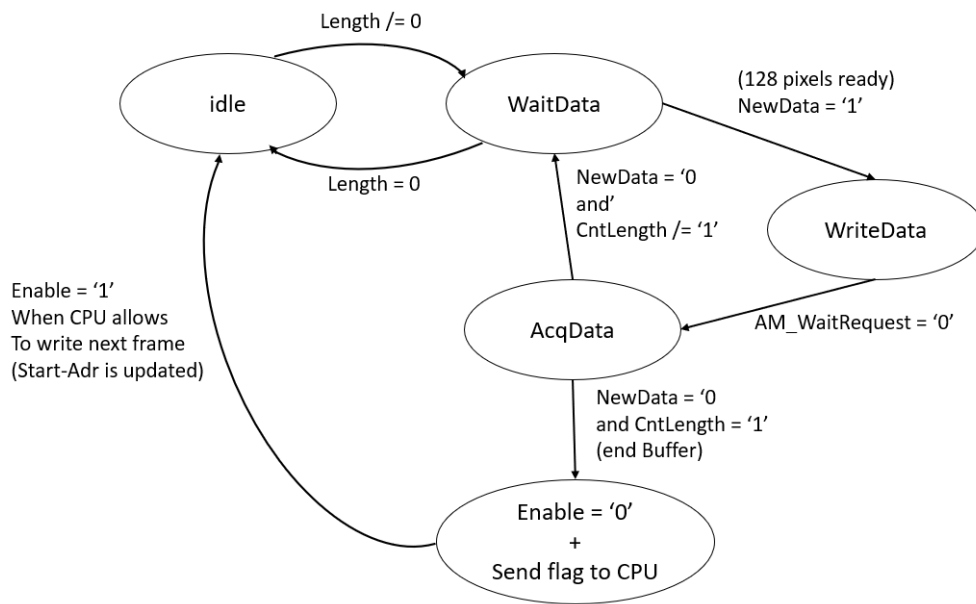 Length /= 0
idle
WaitData
(128 pixels ready)
NewData = ‘1’
Length = 0
NewData = ‘0
and’
CntLength /= ‘1’
WriteData
Enable = ‘1’
When CPU allows
To write next frame
(Start-Adr is updated)
AcqData
AM_WaitRequest = ‘0’
NewData = ‘0
and CntLength = ‘1’
(end Buffer)
Enable = ‘0’
+
Send flag to CPU